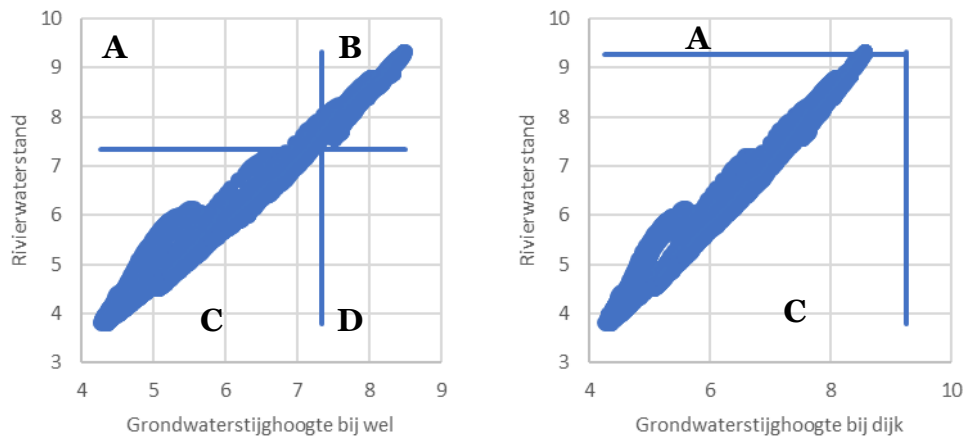 10
9
8
7
6
5
4
3
4 5 6 7 8 9
Rivierwaterstand
Grondwaterstijghoogte bij wel
A
B
C
D
10
9
8
7
6
5
4
3
4 6 8 10
Rivierwaterstand
Grondwaterstijghoogte bij dijk
A
C